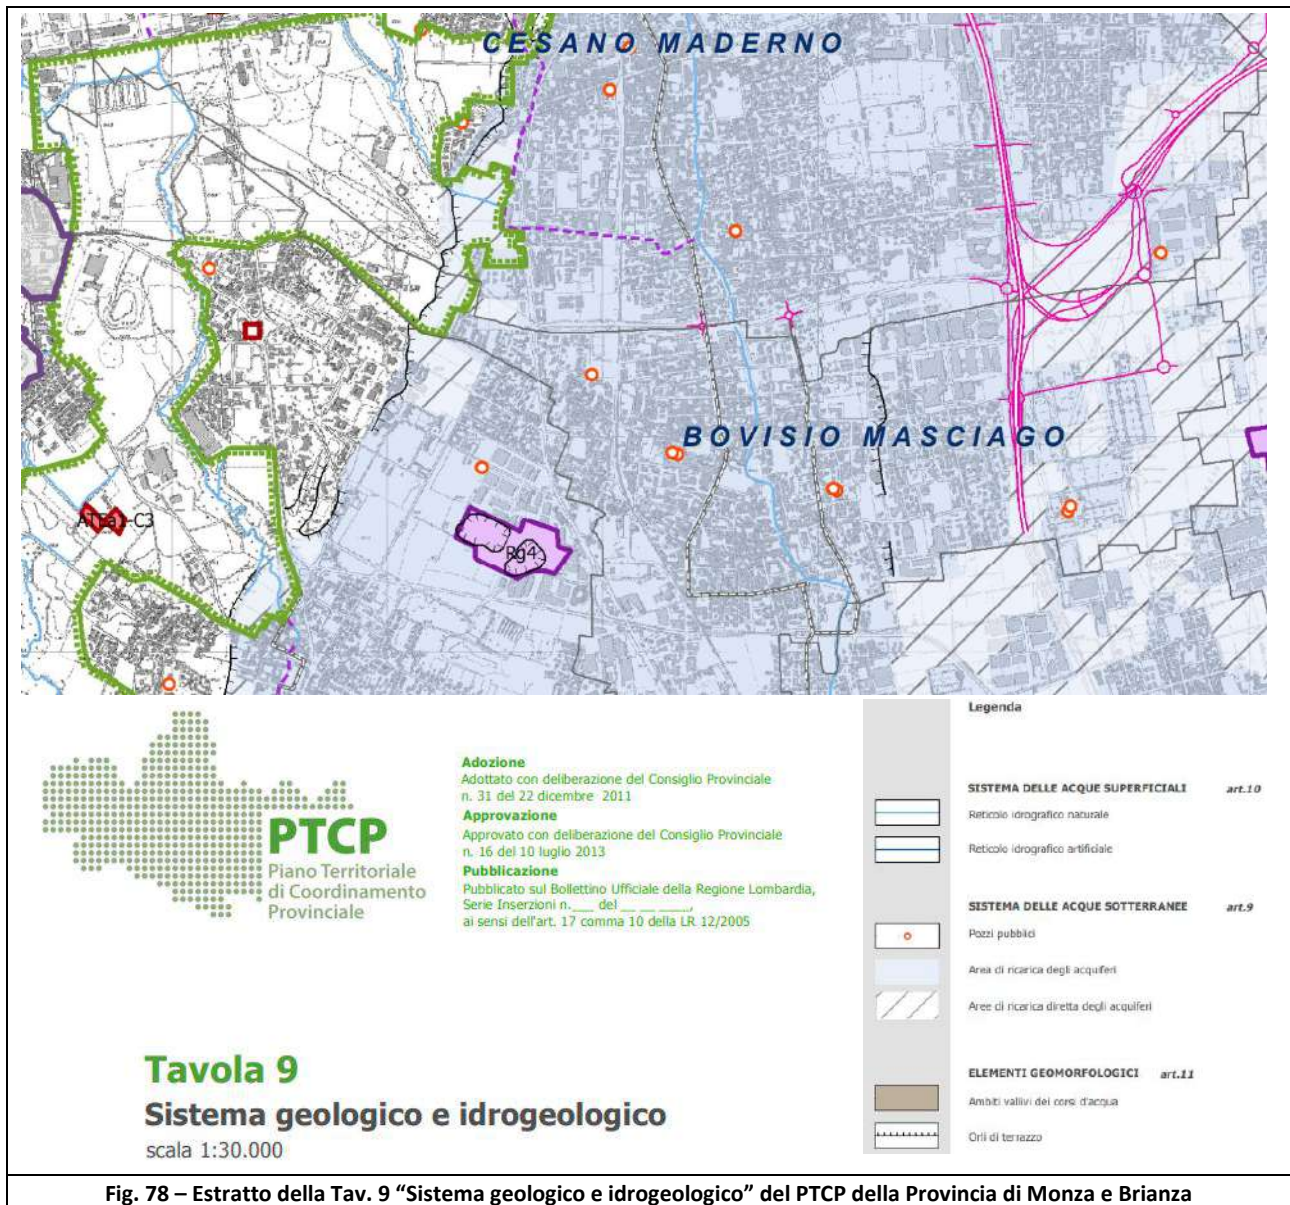 CESANO MADERNO
BOVISIO MASCIAGO
Rg4
PTCP
Piano Territoriale
di Coordinamento
Provinciale
Adozione
Adottato con deliberazione del Consiglio Provinciale
n. 31 del 22 dicembre 2011
Approvazione
Approvato con deliberazione del Consiglio Provinciale
n. 16 del 10 luglio 2013
Pubblicazione
Pubblicato sul Bollettino Ufficiale della Regione Lombardia,
Serie Inserzioni n.___ del __ __ ____,
ai sensi dell'art. 17 comma 10 della LR 12/2005
Tavola 9
Sistema geologico e idrogeologico
scala 1:30.000
Legenda
SISTEMA DELLE ACQUE SUPERFICIALI art.10
Reticolo idrografico naturale
Reticolo idrografico artificiale
SISTEMA DELLE ACQUE SOTTERRANEE art.9
Pozzi pubblici
Area di ricarica degli acquiferi
Aree di ricarica diretta degli acquiferi
ELEMENTI GEOMORFOLOGICI art.11
Ambiti vallivi dei corsi d'acqua
Orli di terrazzo
Fig. 78 – Estratto della Tav. 9 “Sistema geologico e idrogeologico” del PTCP della Provincia di Monza e Brianza